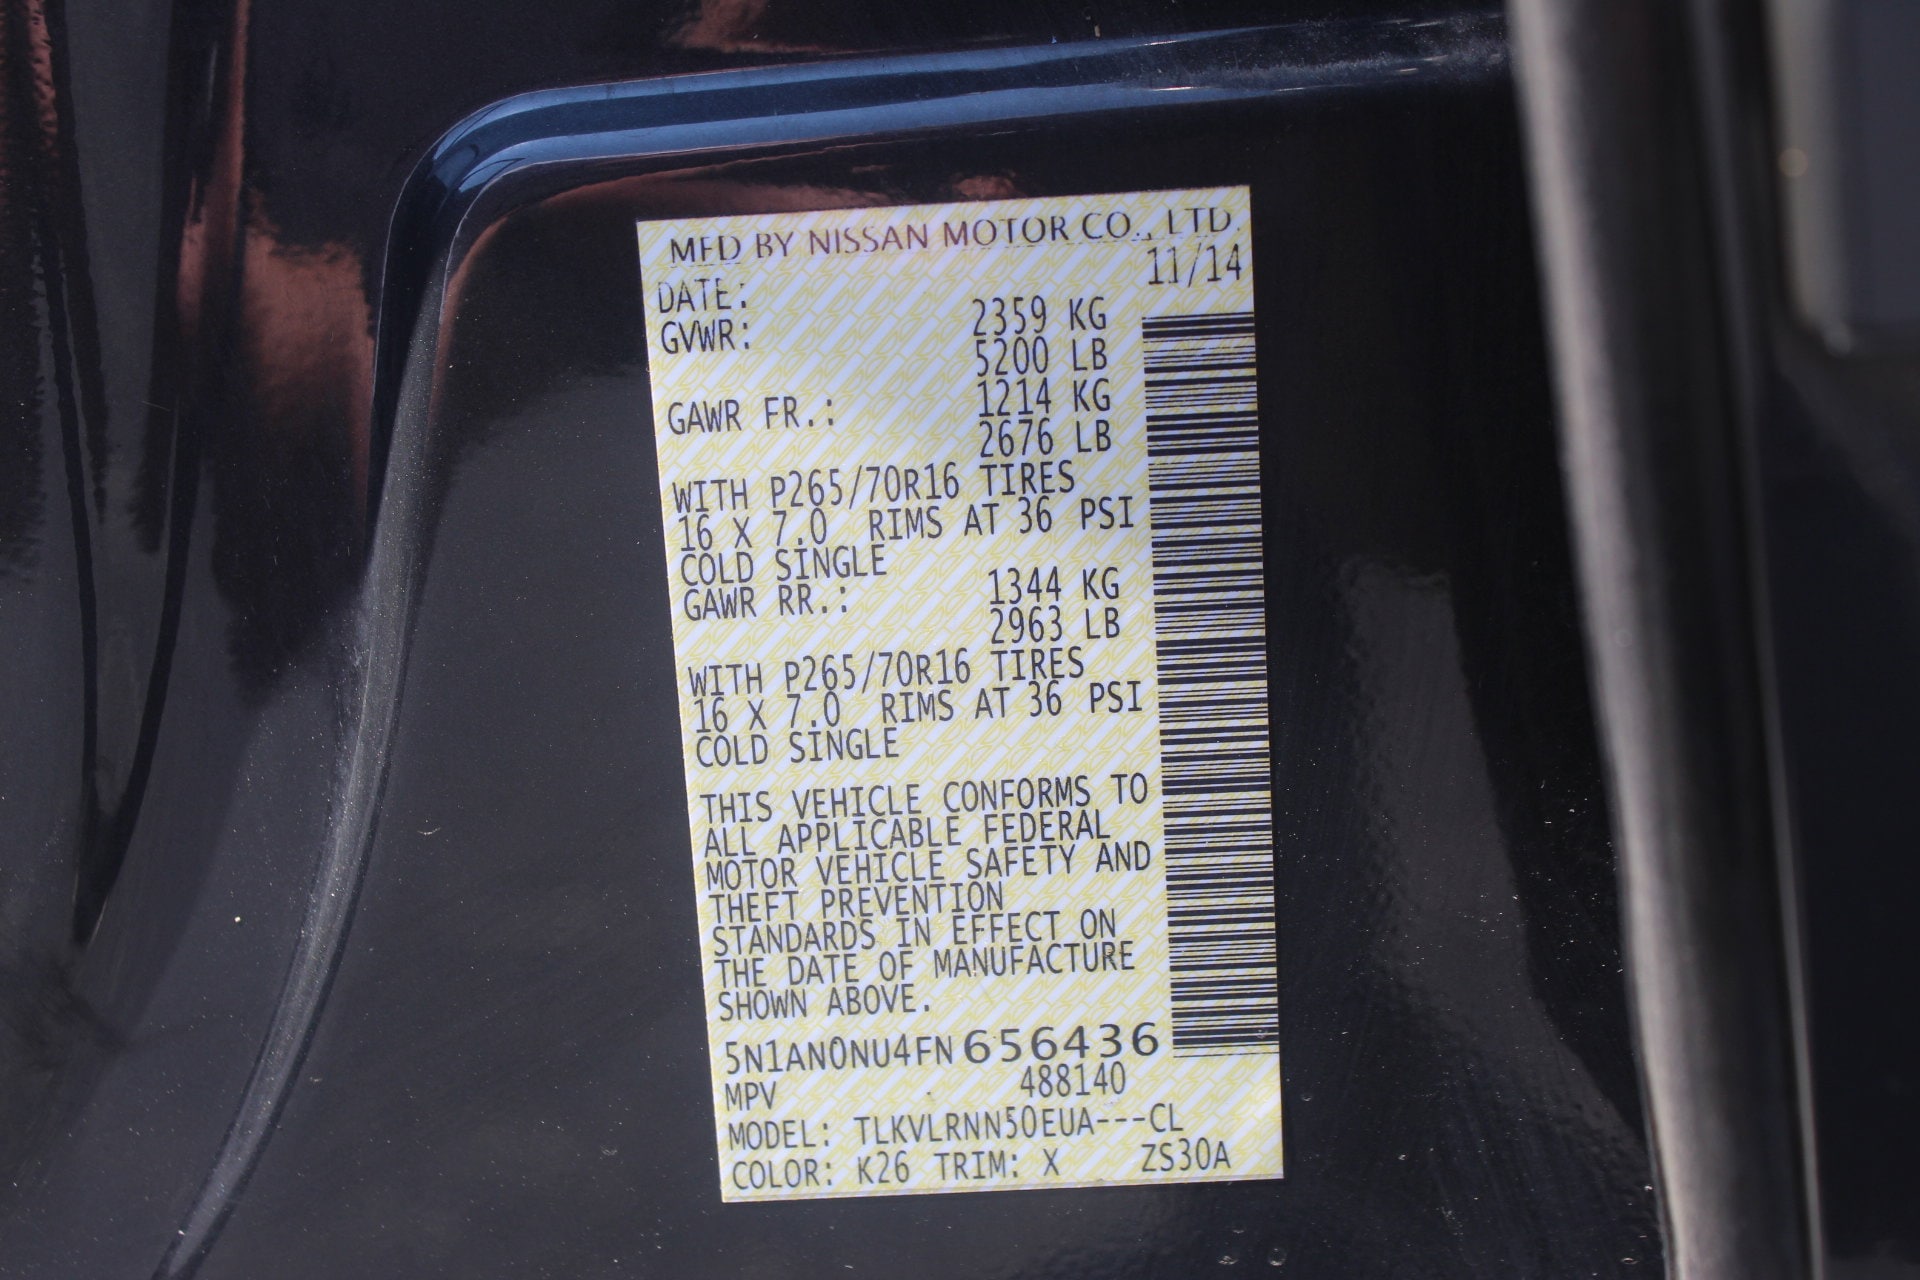 MFD BY NISSAN MOTOR CO., LTD.
DATE: 11/14
GVWR: 2359 KG
5200 LB
GAWR FR.: 1214 KG
2676 LB
WITH P265/70R16 TIRES
16 X 7.0 RIMS AT 36 PSI
COLD SINGLE
GAWR RR.: 1344 KG
2963 LB
WITH P265/70R16 TIRES
16 X 7.0 RIMS AT 36 PSI
COLD SINGLE
THIS VEHICLE CONFORMS TO
ALL APPLICABLE FEDERAL
MOTOR VEHICLE SAFETY AND
THEFT PREVENTION
STANDARDS IN EFFECT ON
THE DATE OF MANUFACTURE
SHOWN ABOVE.
5N1AN0NU4FN656436
MPV 488140
MODEL: TLKVLRNN50EUA---CL
COLOR: K26 TRIM: X ZS30A